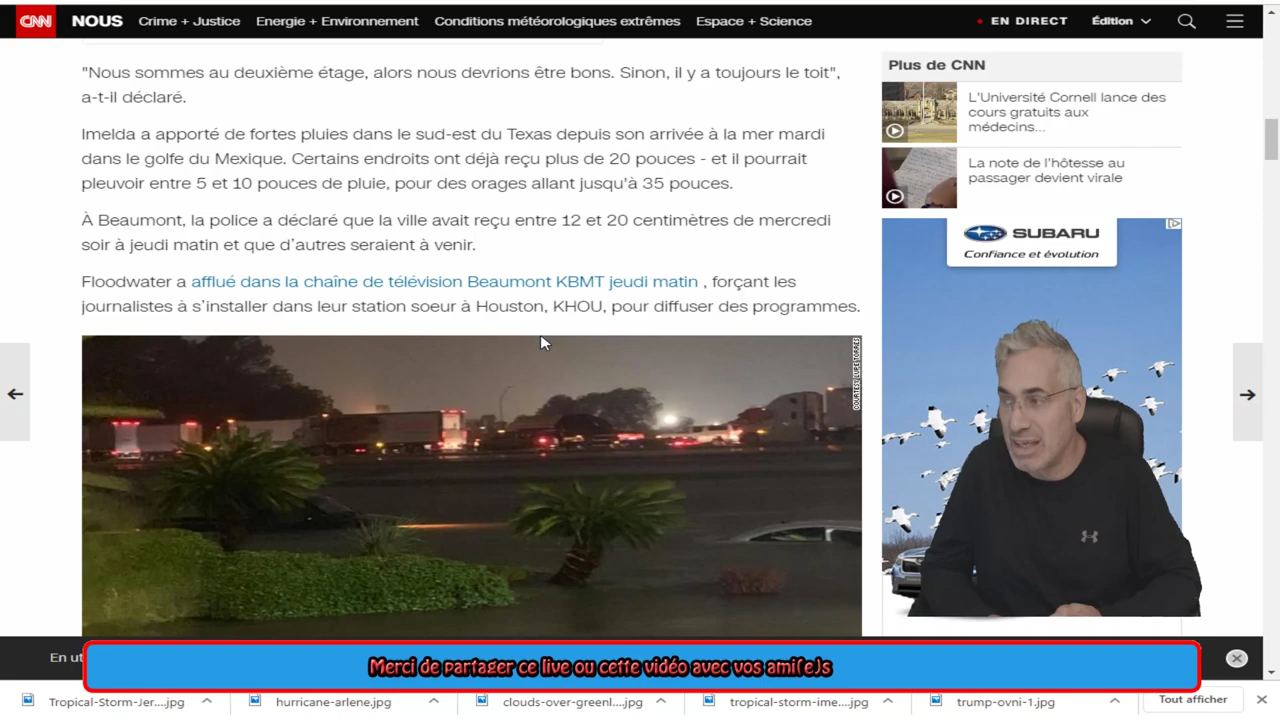 CNN NOUS Crime + Justice Energie + Environnement Conditions météorologiques extrêmes Espace + Science • EN DIRECT Édition
"Nous sommes au deuxième étage, alors nous devrions être bons. Sinon, il y a toujours le toit",
a-t-il déclaré.
Imelda a apporté de fortes pluies dans le sud-est du Texas depuis son arrivée à la mer mardi
dans le golfe du Mexique. Certains endroits ont déjà reçu plus de 20 pouces - et il pourrait
pleuvoir entre 5 et 10 pouces de pluie, pour des orages allant jusqu'à 35 pouces.
À Beaumont, la police a déclaré que la ville avait reçu entre 12 et 20 centimètres de mercredi
soir à jeudi matin et que d’autres seraient à venir.
Floodwater a afflué dans la chaîne de télévision Beaumont KBMT jeudi matin , forçant les
journalistes à s’installer dans leur station soeur à Houston, KHOU, pour diffuser des programmes.
COURTESY LUPE TORRES
Plus de CNN
L'Université Cornell lance des
cours gratuits aux
médecins...
La note de l'hôtesse au
passager devient virale
SUBARU
Confiance et évolution
En ut
Merci de partager ce live ou cette vidéo avec vos ami(e)s
Tropical-Storm-Jer....jpg hurricane-arlene.jpg clouds-over-greenl....jpg tropical-storm-ime....jpg trump-ovni-1.jpg Tout afficher